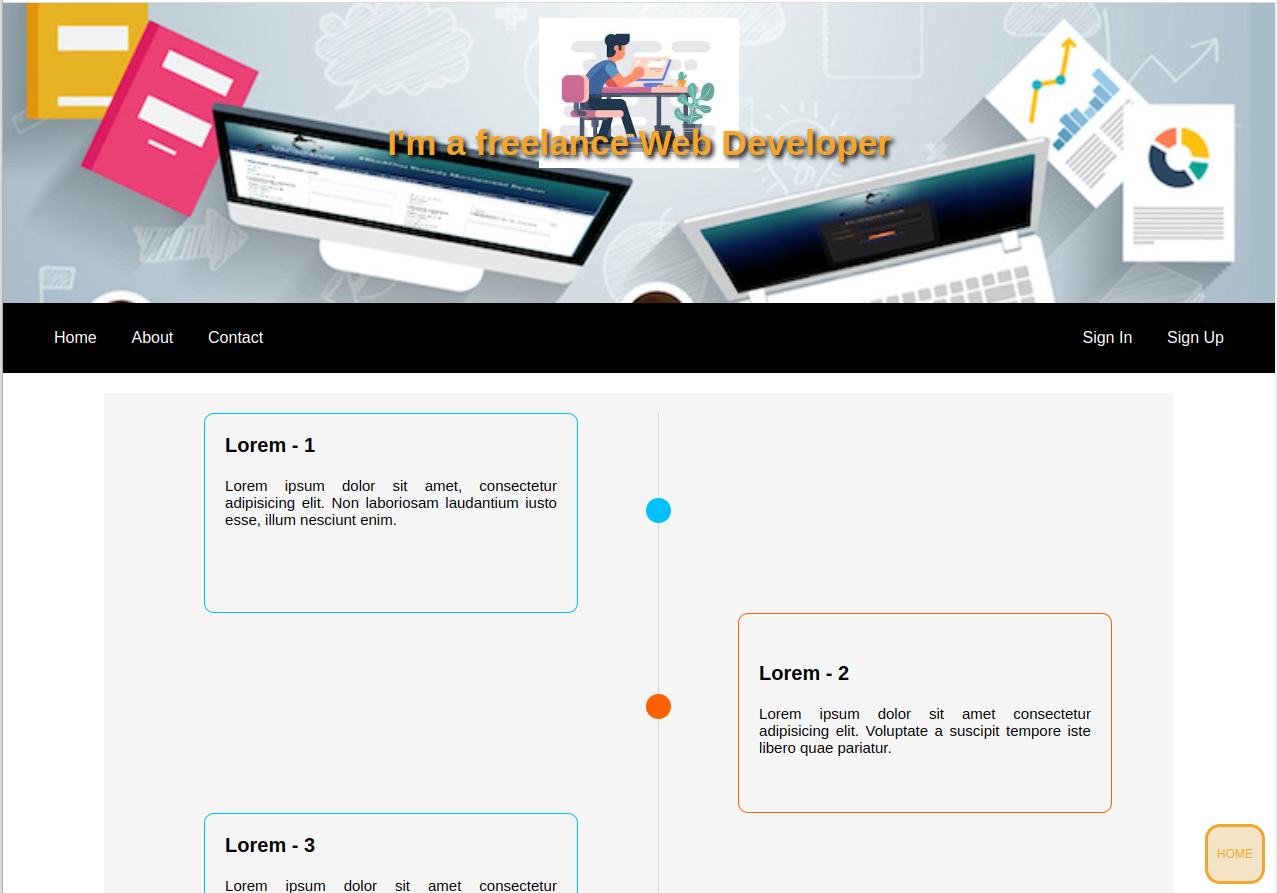 I'm a freelance Web Developer
Home About Contact Sign In Sign Up
Lorem - 1
Lorem ipsum dolor sit amet, consectetur
adipisicing elit. Non laboriosam laudantium iusto
esse, illum nesciunt enim.
Lorem - 2
Lorem ipsum dolor sit amet consectetur
adipisicing elit. Voluptate a suscipit tempore iste
libero quae pariatur.
Lorem - 3
Lorem ipsum dolor sit amet consectetur
HOME